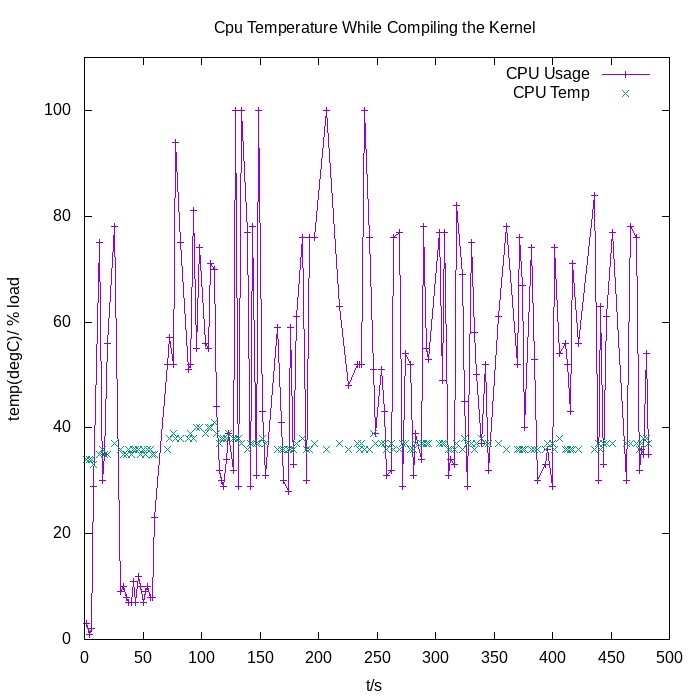 Cpu Temperature While Compiling the Kernel
CPU Usage
CPU Temp
100
80
60
40
20
0
temp(degC)/ % load
0 50 100 150 200 250 300 350 400 450 500
t/s